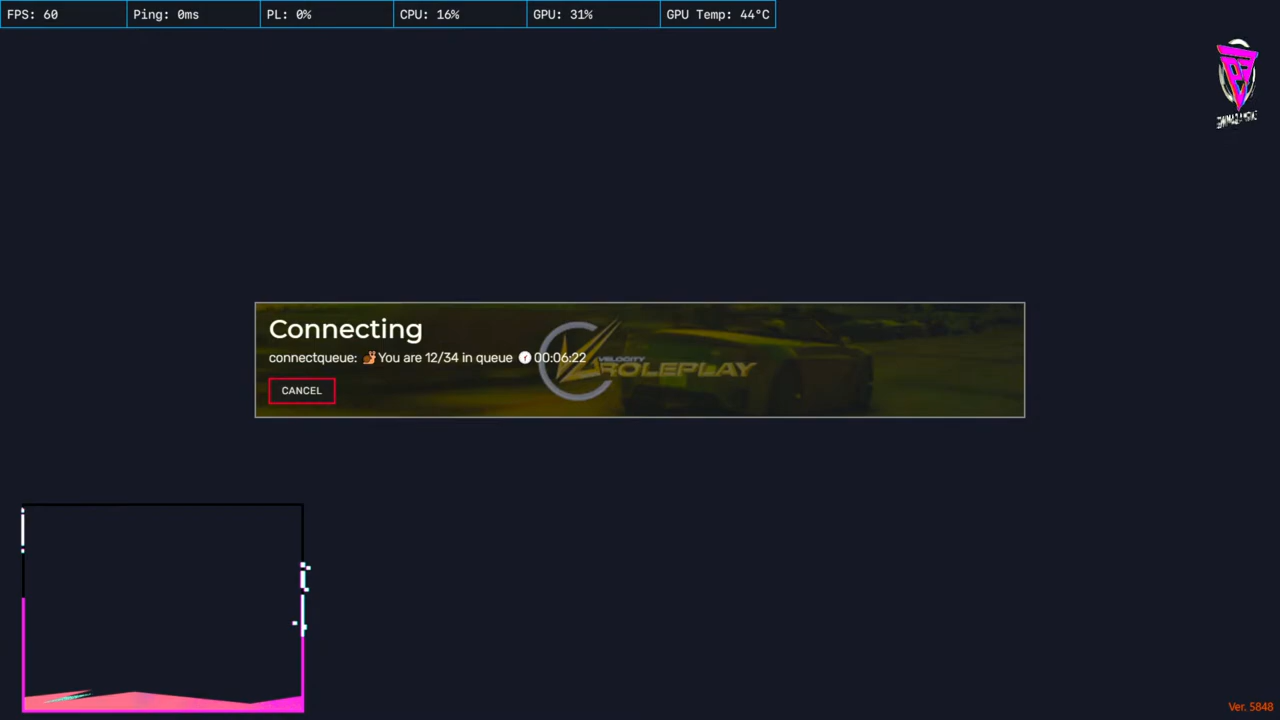 FPS: 60 Ping: 0ms PL: 0% CPU: 16% GPU: 31% GPU Temp: 44°C
Connecting
connectqueue: 🐌You are 12/34 in queue 🕜00:06:22
VELOCITY
ROLEPLAY
CANCEL
Ver. 5848